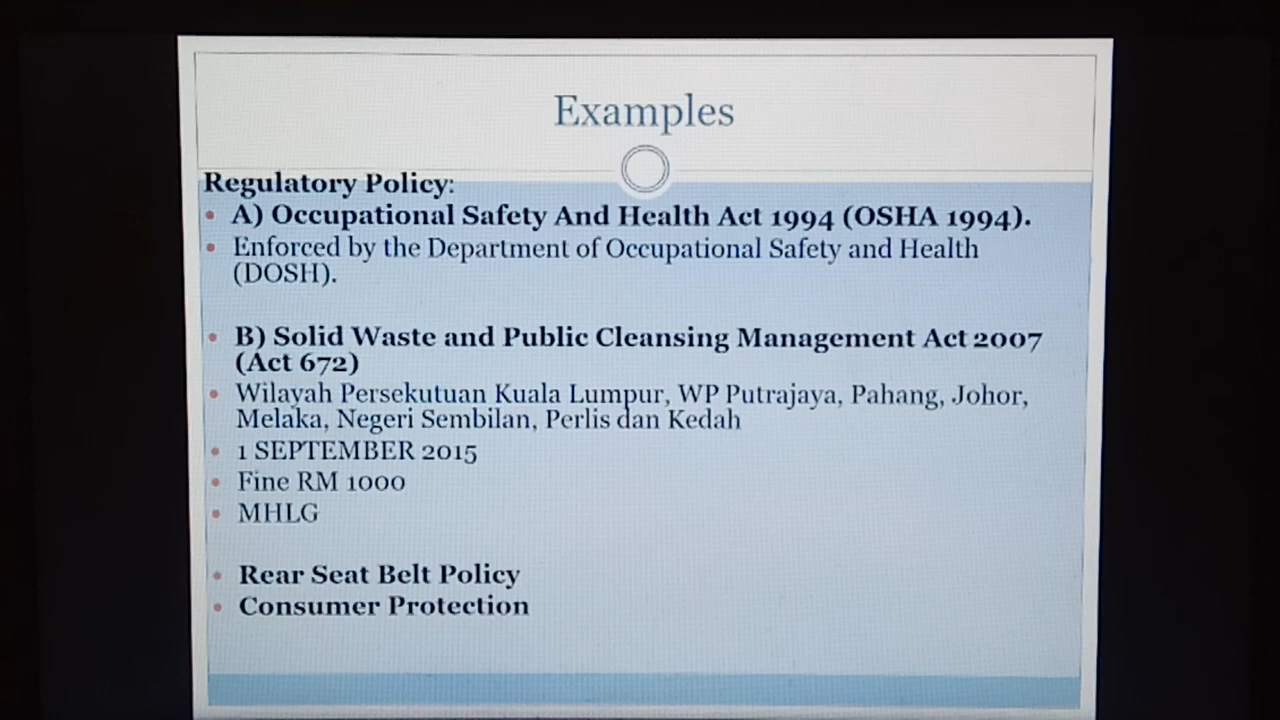 Examples
Regulatory Policy:
• A) Occupational Safety And Health Act 1994 (OSHA 1994).
• Enforced by the Department of Occupational Safety and Health
(DOSH).
• B) Solid Waste and Public Cleansing Management Act 2007
(Act 672)
• Wilayah Persekutuan Kuala Lumpur, WP Putrajaya, Pahang, Johor,
Melaka, Negeri Sembilan, Perlis dan Kedah
• 1 SEPTEMBER 2015
• Fine RM 1000
• MHLG
• Rear Seat Belt Policy
• Consumer Protection